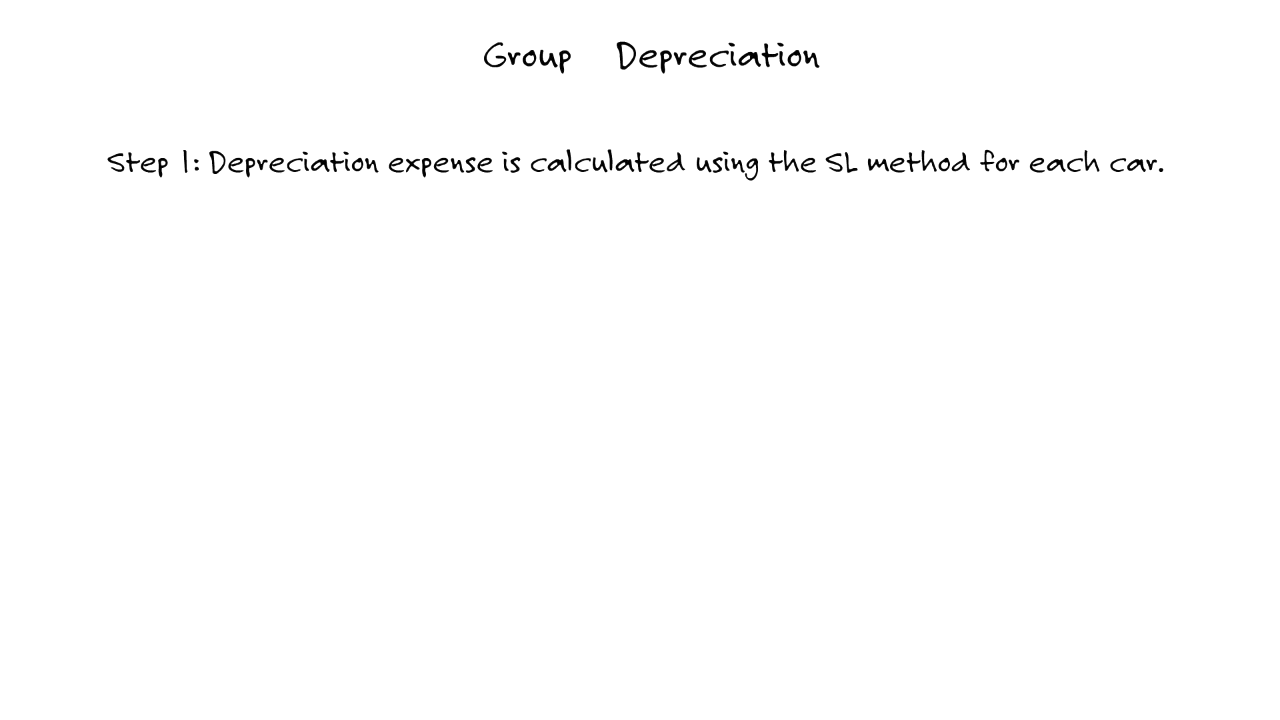 Group Depreciation
Step 1: Depreciation expense is calculated using the SL method for each car.